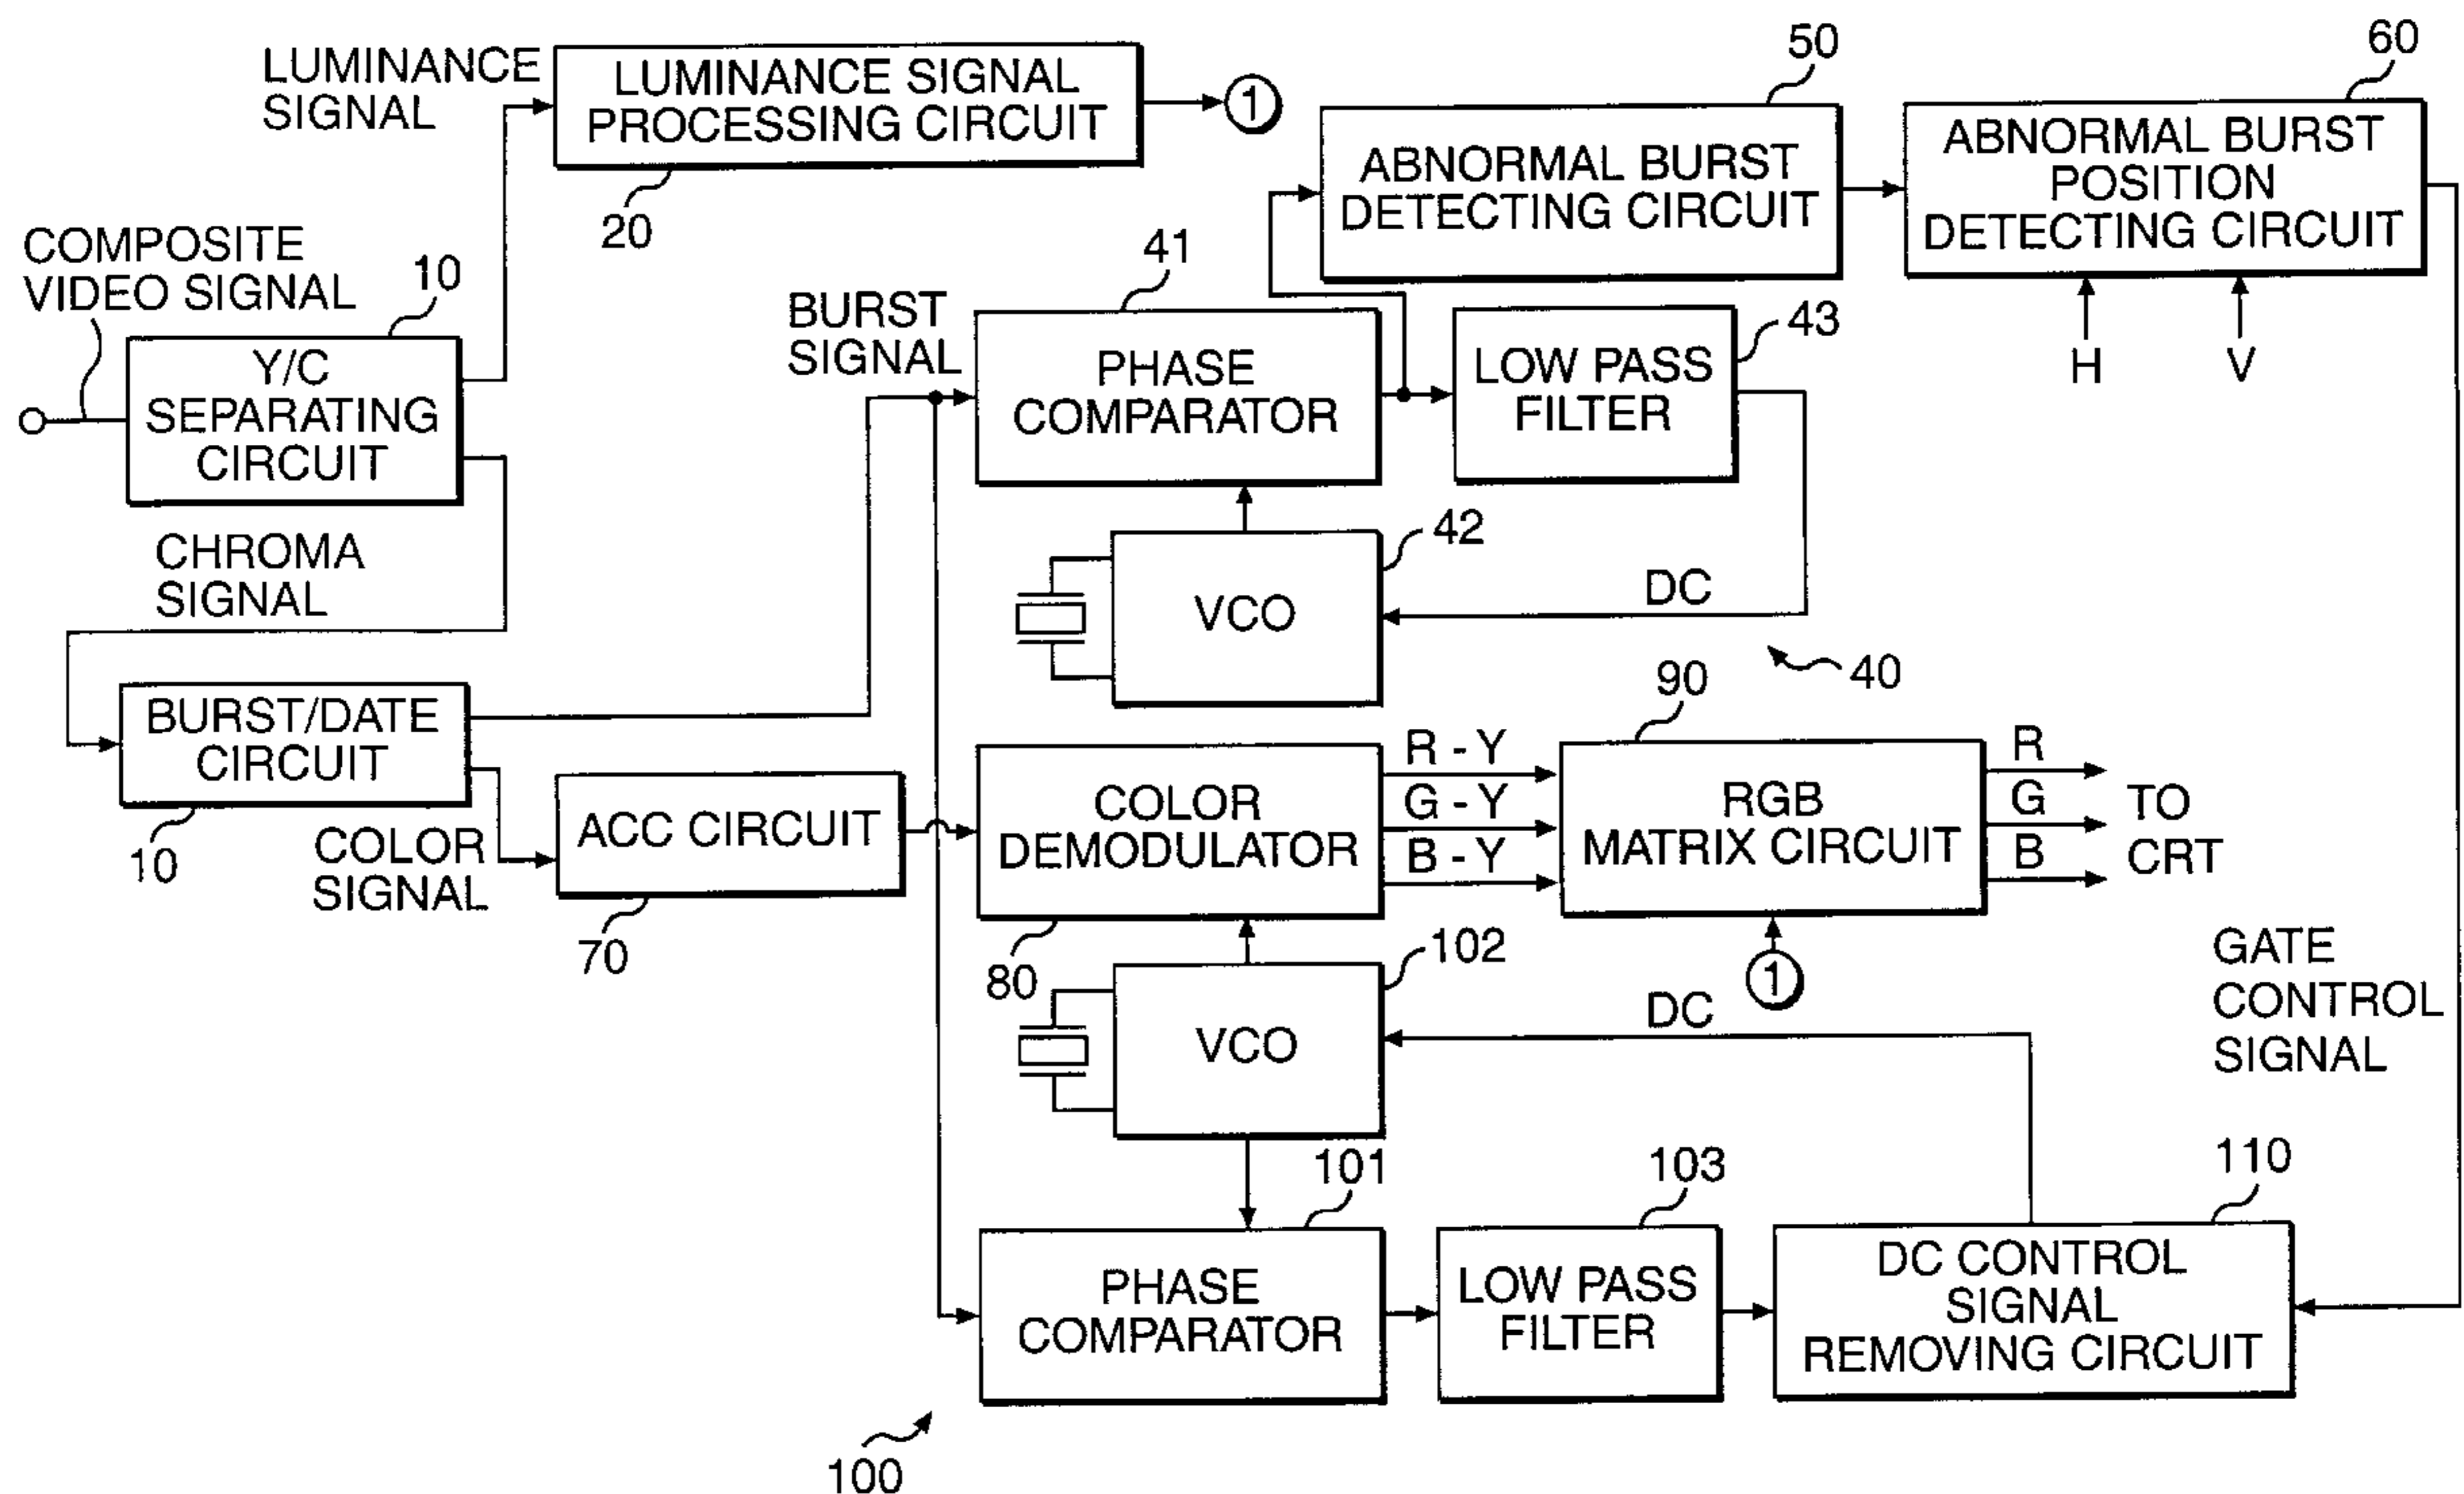 LUMINANCE
SIGNAL
LUMINANCE SIGNAL
PROCESSING CIRCUIT
20
1
50
ABNORMAL BURST
DETECTING CIRCUIT
60
ABNORMAL BURST
POSITION
DETECTING CIRCUIT
H
V
COMPOSITE
VIDEO SIGNAL
10
Y/C
SEPARATING
CIRCUIT
CHROMA
SIGNAL
BURST
SIGNAL
41
PHASE
COMPARATOR
43
LOW PASS
FILTER
42
VCO
DC
40
BURST/DATE
CIRCUIT
10
COLOR
SIGNAL
ACC CIRCUIT
70
COLOR
DEMODULATOR
80
R - Y
G - Y
B - Y
90
RGB
MATRIX CIRCUIT
1
R
G
B
TO
CRT
GATE
CONTROL
SIGNAL
102
VCO
DC
101
PHASE
COMPARATOR
103
LOW PASS
FILTER
110
DC CONTROL
SIGNAL
REMOVING CIRCUIT
100